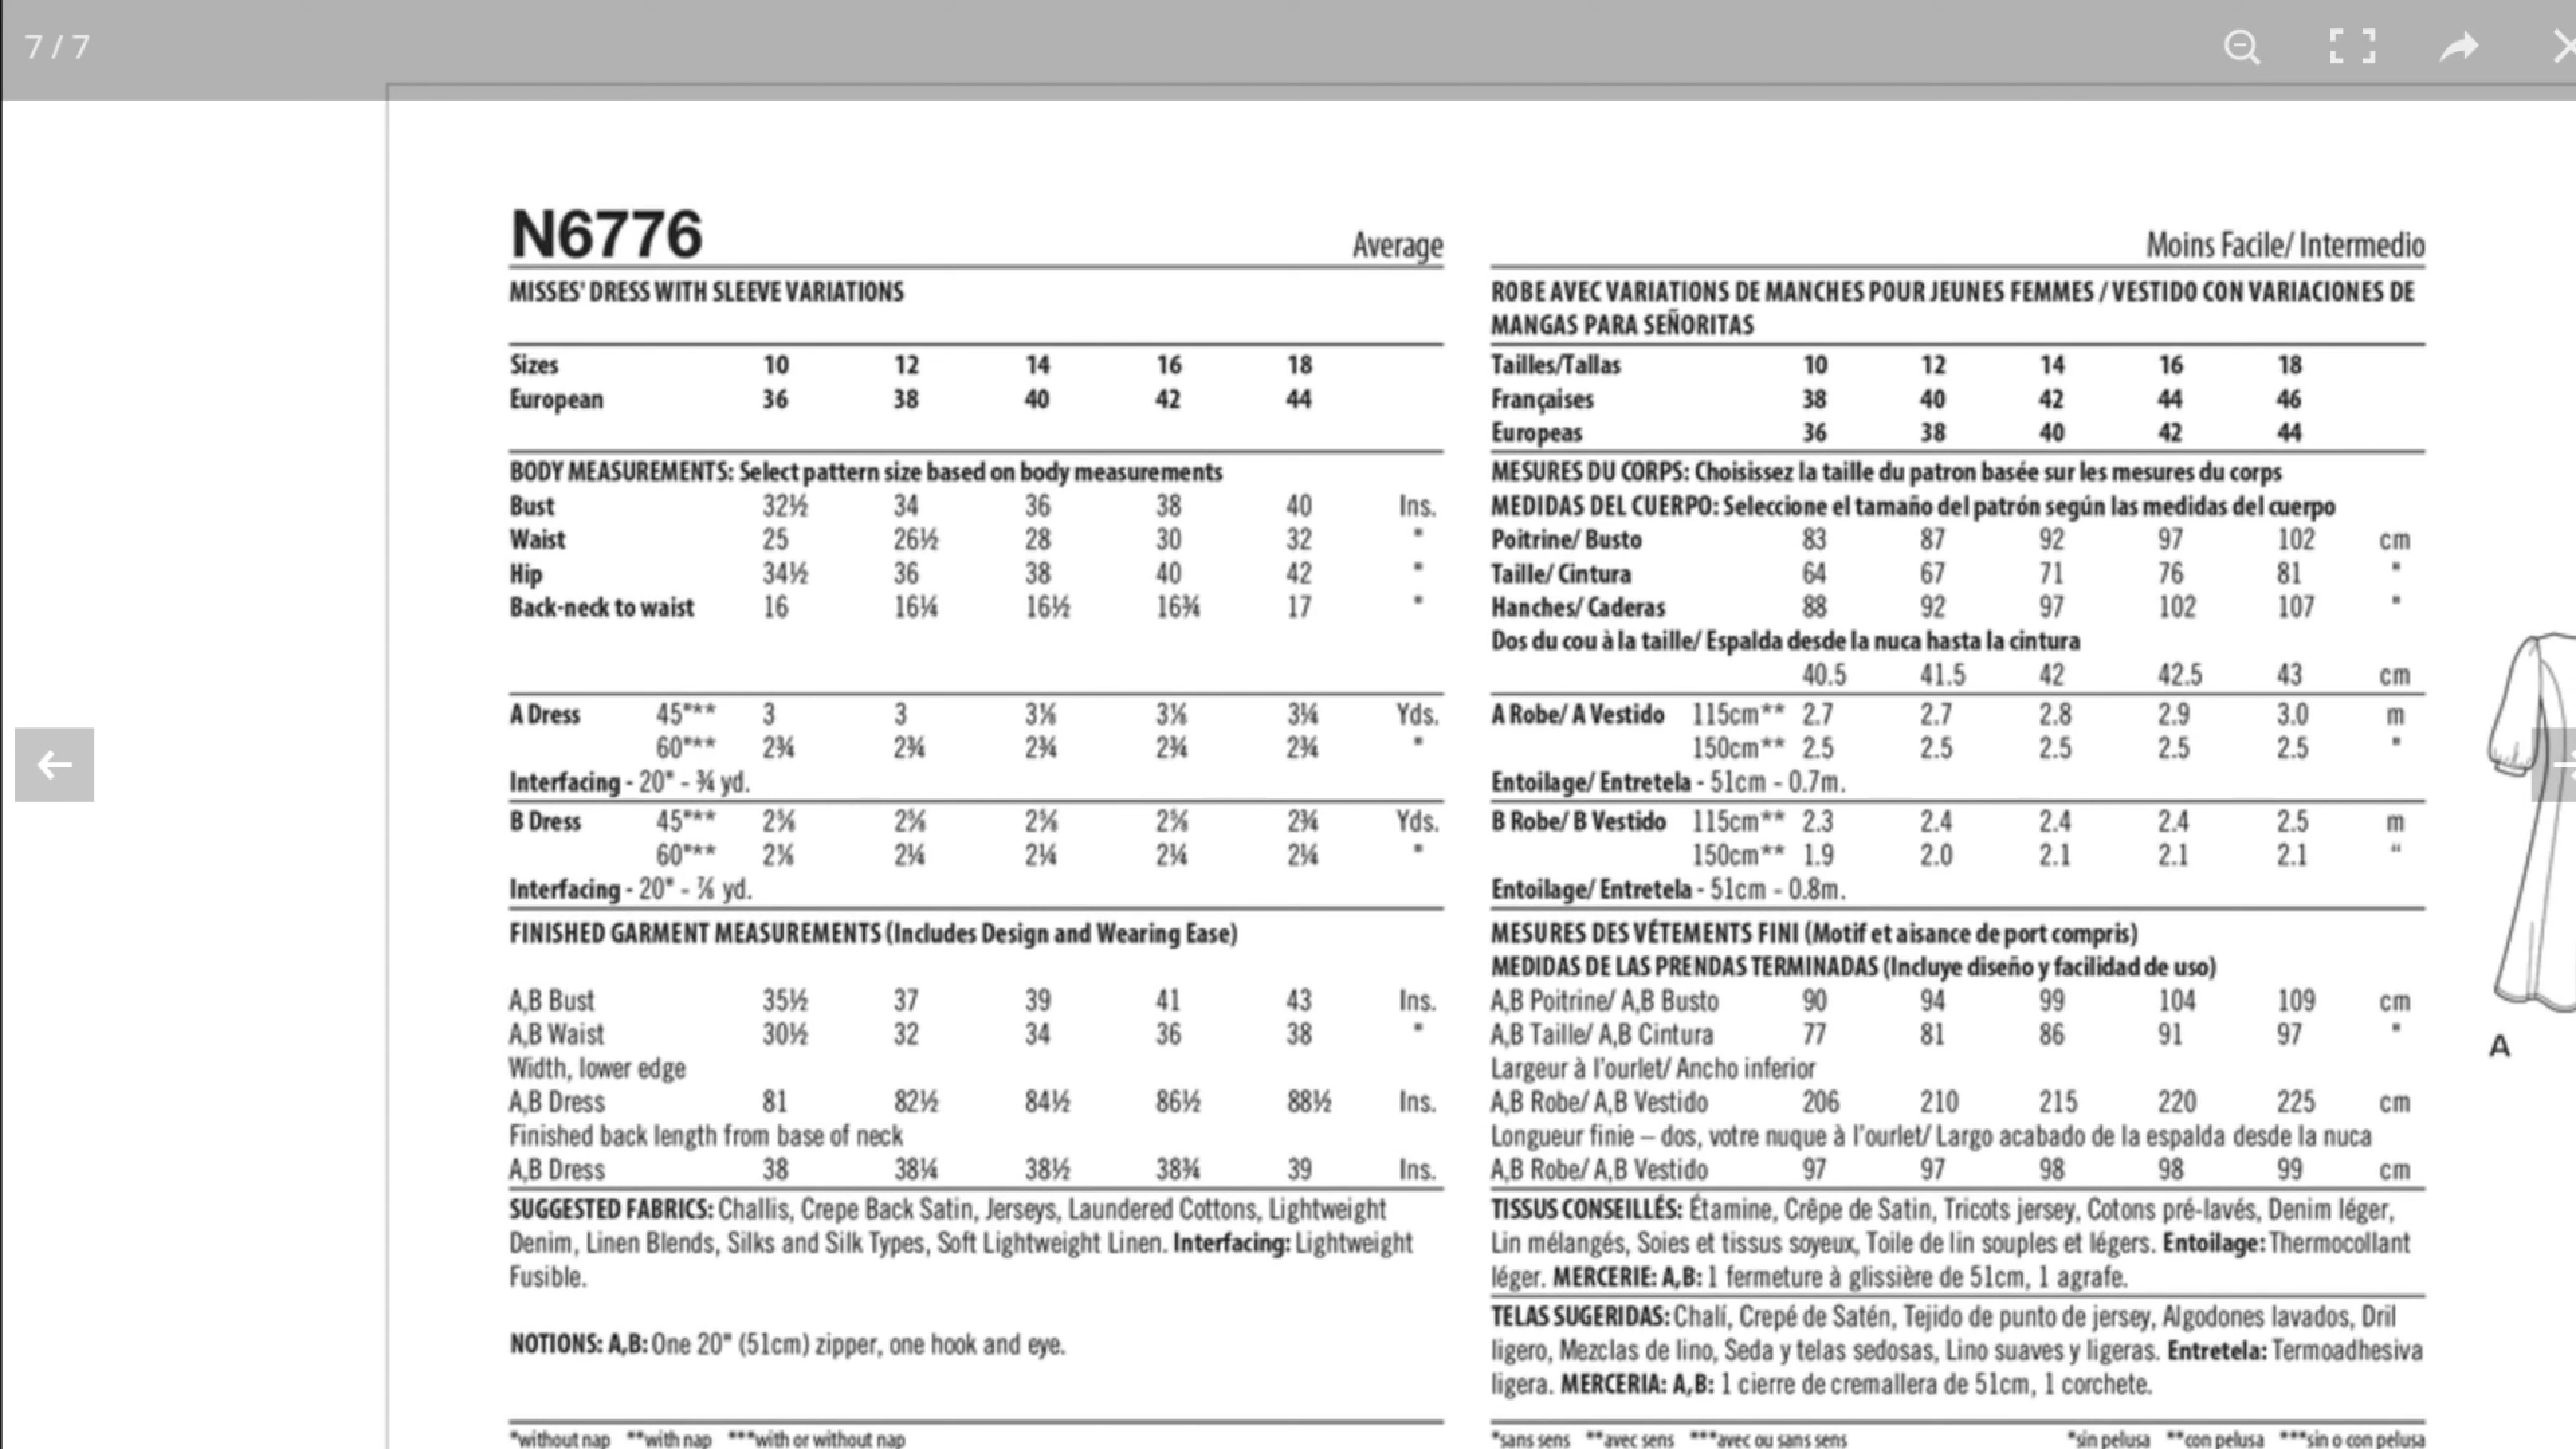 7 / 7
N6776 Average
MISSES' DRESS WITH SLEEVE VARIATIONS
Sizes 10 12 14 16 18
European 36 38 40 42 44
BODY MEASUREMENTS: Select pattern size based on body measurements
Bust 32½ 34 36 38 40 Ins.
Waist 25 26½ 28 30 32 "
Hip 34½ 36 38 40 42 "
Back-neck to waist 16 16¼ 16½ 16¾ 17 "
A Dress 45"** 3 3 3⅛ 3⅛ 3¼ Yds.
60"** 2¾ 2¾ 2¾ 2¾ 2¾ "
Interfacing - 20" - ¾ yd.
B Dress 45"** 2⅝ 2⅝ 2⅝ 2⅝ 2¾ Yds.
60"** 2⅛ 2¼ 2¼ 2¼ 2¼ "
Interfacing - 20" - ⅞ yd.
FINISHED GARMENT MEASUREMENTS (Includes Design and Wearing Ease)
A,B Bust 35½ 37 39 41 43 Ins.
A,B Waist 30½ 32 34 36 38 "
Width, lower edge
A,B Dress 81 82½ 84½ 86½ 88½ Ins.
Finished back length from base of neck
A,B Dress 38 38¼ 38½ 38¾ 39 Ins.
SUGGESTED FABRICS: Challis, Crepe Back Satin, Jerseys, Laundered Cottons, Lightweight
Denim, Linen Blends, Silks and Silk Types, Soft Lightweight Linen. Interfacing: Lightweight
Fusible.
NOTIONS: A,B: One 20" (51cm) zipper, one hook and eye.
*without nap **with nap ***with or without nap
Moins Facile/ Intermedio
ROBE AVEC VARIATIONS DE MANCHES POUR JEUNES FEMMES / VESTIDO CON VARIACIONES DE
MANGAS PARA SEÑORITAS
Tailles/Tallas 10 12 14 16 18
Françaises 38 40 42 44 46
Europeas 36 38 40 42 44
MESURES DU CORPS: Choisissez la taille du patron basée sur les mesures du corps
MEDIDAS DEL CUERPO: Seleccione el tamaño del patrón según las medidas del cuerpo
Poitrine/ Busto 83 87 92 97 102 cm
Taille/ Cintura 64 67 71 76 81 "
Hanches/ Caderas 88 92 97 102 107 "
Dos du cou à la taille/ Espalda desde la nuca hasta la cintura
40.5 41.5 42 42.5 43 cm
A Robe/ A Vestido 115cm** 2.7 2.7 2.8 2.9 3.0 m
150cm** 2.5 2.5 2.5 2.5 2.5 "
Entoilage/ Entretela - 51cm - 0.7m.
B Robe/ B Vestido 115cm** 2.3 2.4 2.4 2.4 2.5 m
150cm** 1.9 2.0 2.1 2.1 2.1 “
Entoilage/ Entretela - 51cm - 0.8m.
MESURES DES VÉTEMENTS FINI (Motif et aisance de port compris)
MEDIDAS DE LAS PRENDAS TERMINADAS (Incluye diseño y facilidad de uso)
A,B Poitrine/ A,B Busto 90 94 99 104 109 cm
A,B Taille/ A,B Cintura 77 81 86 91 97 "
Largeur à l'ourlet/ Ancho inferior
A,B Robe/ A,B Vestido 206 210 215 220 225 cm
Longueur finie – dos, votre nuque à l'ourlet/ Largo acabado de la espalda desde la nuca
A,B Robe/ A,B Vestido 97 97 98 98 99 cm
TISSUS CONSEILLÉS: Étamine, Crêpe de Satin, Tricots jersey, Cotons pré-lavés, Denim léger,
Lin mélangés, Soies et tissus soyeux, Toile de lin souples et légers. Entoilage: Thermocollant
léger. MERCERIE: A,B: 1 fermeture à glissière de 51cm, 1 agrafe.
TELAS SUGERIDAS: Chalí, Crepé de Satén, Tejido de punto de jersey, Algodones lavados, Dril
ligero, Mezclas de lino, Seda y telas sedosas, Lino suaves y ligeras. Entretela: Termoadhesiva
ligera. MERCERIA: A,B: 1 cierre de cremallera de 51cm, 1 corchete.
*sans sens **avec sens ***avec ou sans sens *sin pelusa **con pelusa ***sin o con pelusa
A